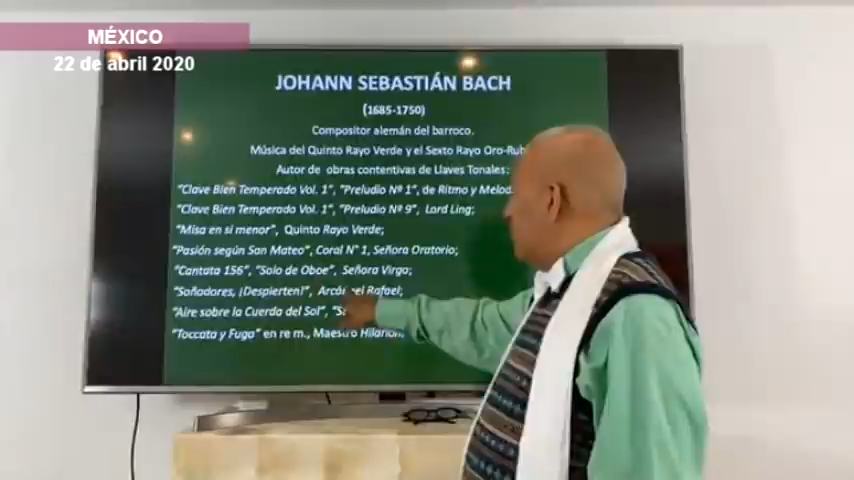 MÉXICO
22 de abril 2020
JOHANN SEBASTIÁN BACH
(1685-1750)
Compositor alemán del barroco.
Música del Quinto Rayo Verde y el Sexto Rayo Oro-Rub
Autor de obras contentivas de Llaves Tonales:
"Clave Bien Temperado Vol. 1", "Preludio Nº 1", de Ritmo y Melod
"Clave Bien Temperado Vol. 1", "Preludio Nº 9", Lord Ling;
"Misa en si menor", Quinto Rayo Verde;
"Pasión según San Mateo", Coral N° 1, Señora Oratorio;
"Cantata 156", "Solo de Oboe", Señora Virgo;
"Soñadores, ¡Despierten!", Arcángel Rafael;
"Aire sobre la Cuerda del Sol",
"Toccata y Fuga" en re m., Maestro Hilarión;